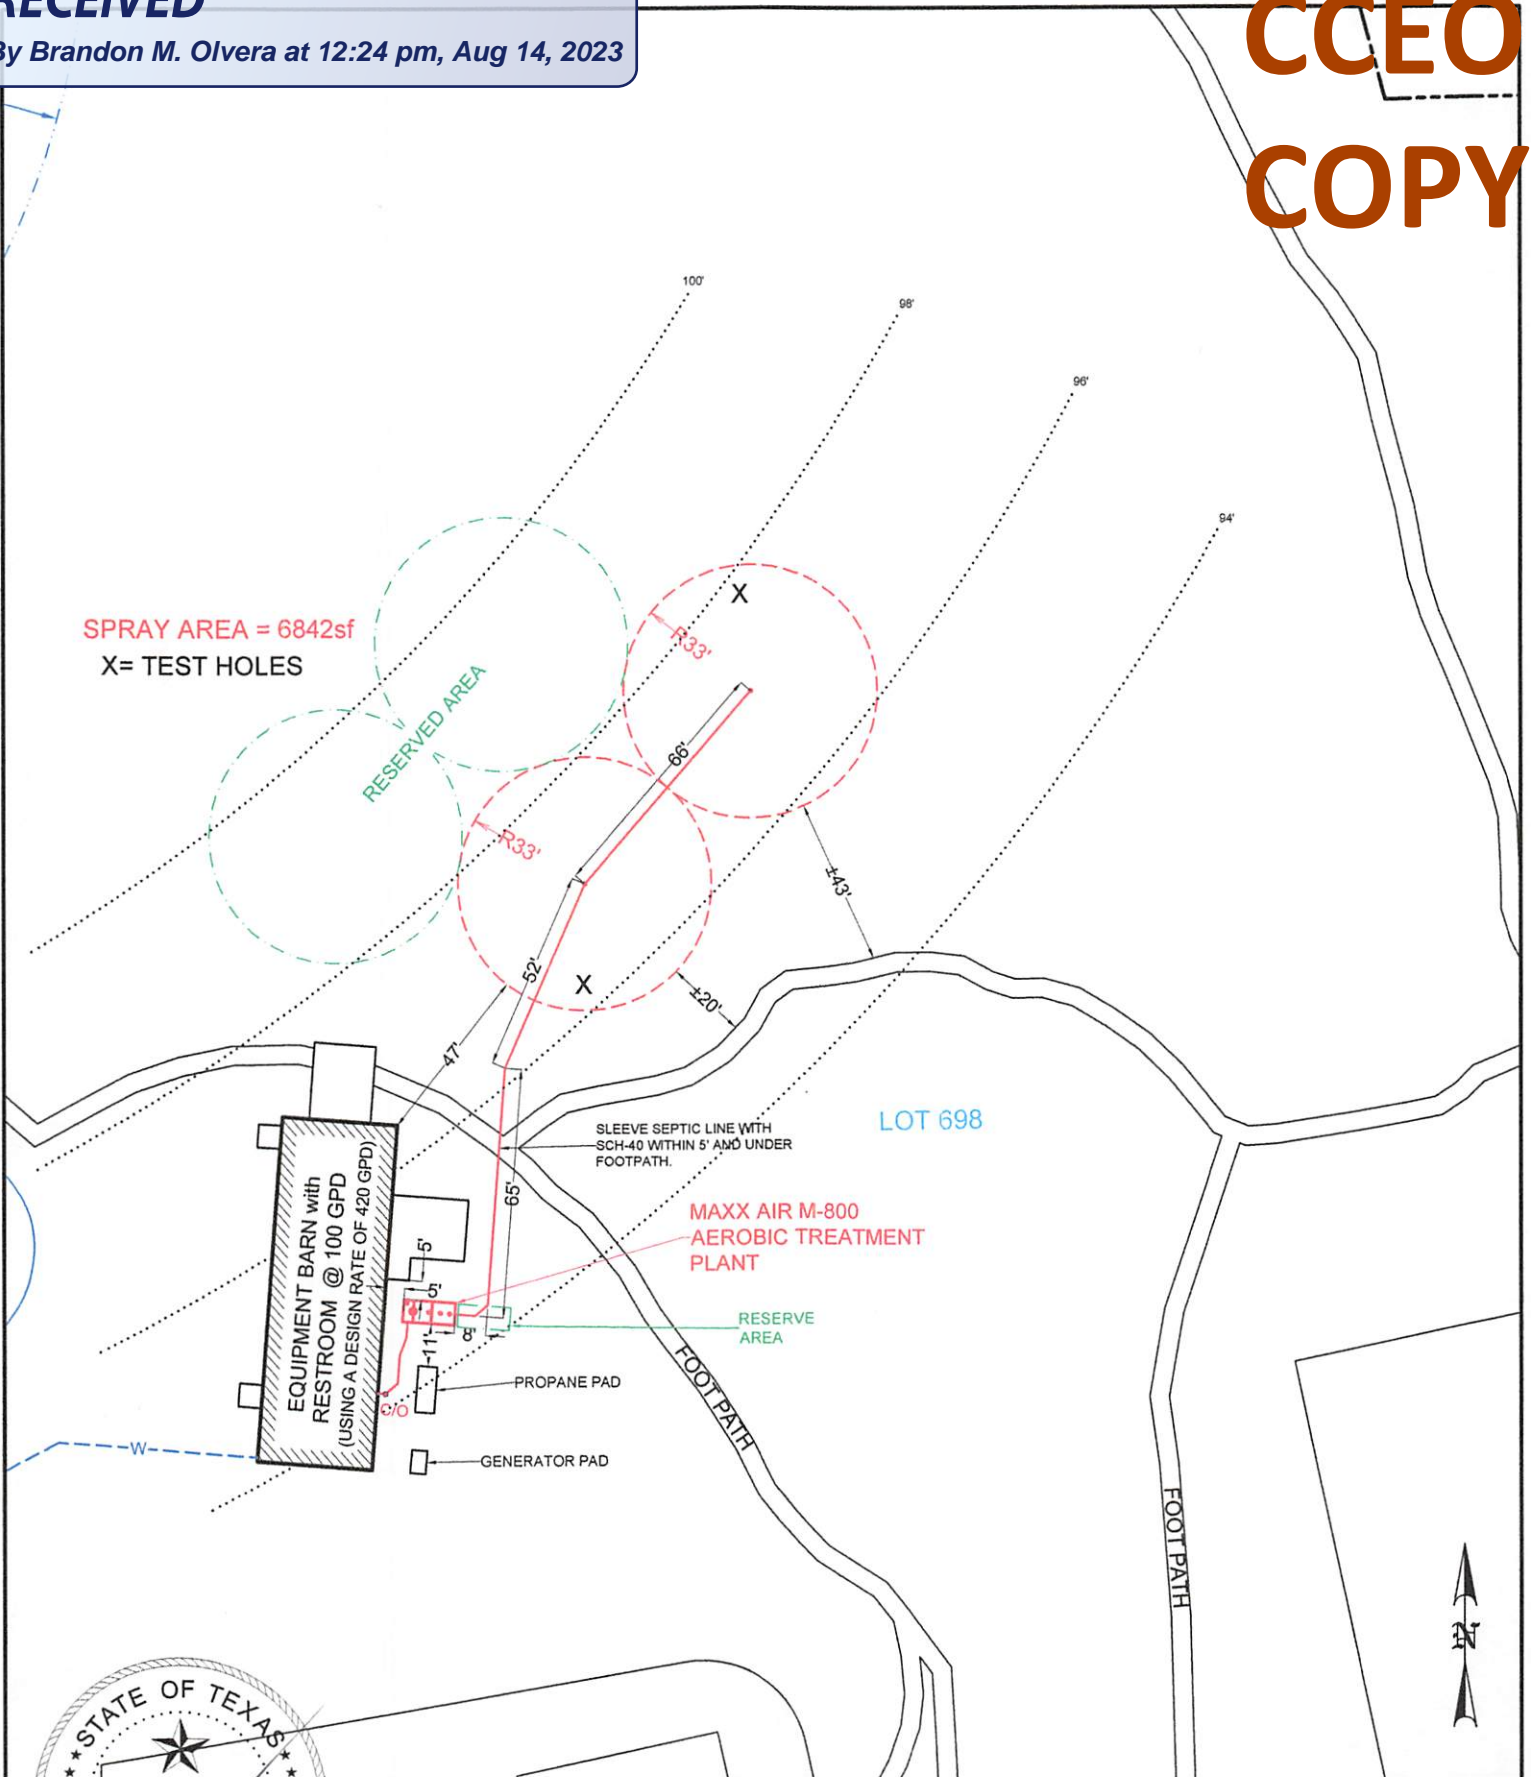 RECEIVED
By Brandon M. Olvera at 12:24 pm, Aug 14, 2023
CCEO
COPY
100'
98'
96'
94'
SPRAY AREA = 6842sf
X= TEST HOLES
X
R33'
RESERVED AREA
66'
R33'
±43'
52'
X
±20'
47'
SLEEVE SEPTIC LINE WITH
SCH-40 WITHIN 5' AND UNDER
FOOTPATH.
LOT 698
65'
EQUIPMENT BARN with
RESTROOM @ 100 GPD
(USING A DESIGN RATE OF 420 GPD)
MAXX AIR M-800
AEROBIC TREATMENT
PLANT
5'
5'
8'
11'
RESERVE
AREA
PROPANE PAD
C/O
FOOT PATH
W
GENERATOR PAD
FOOT PATH
N
STATE OF TEXAS